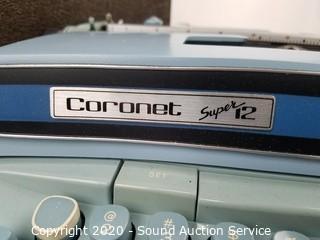 Coronet Super 12
SET
@
#
Copyright 2020 - Sound Auction Service